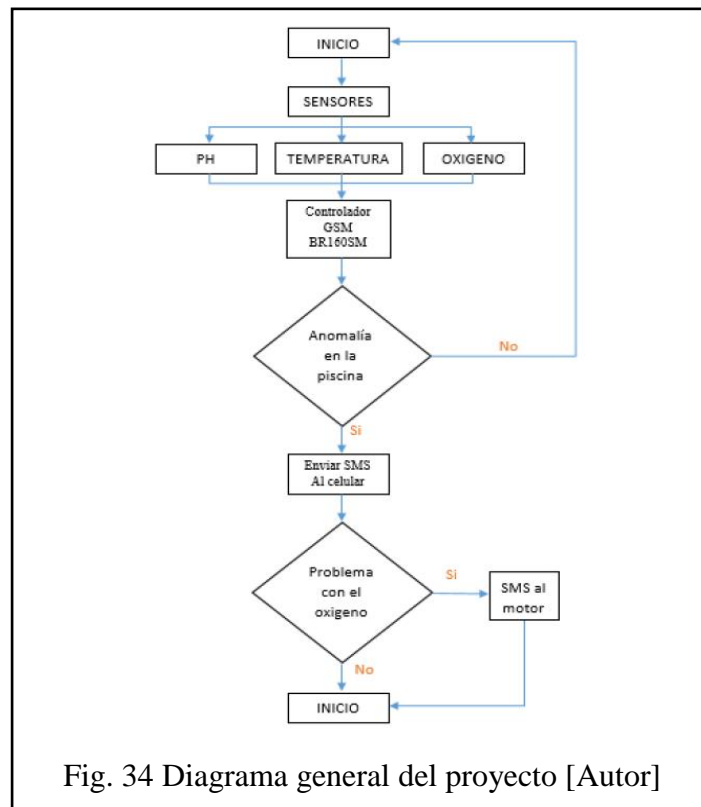 INICIO
SENSORES
PH
TEMPERATURA
OXIGENO
Controlador
GSM
BR160SM
Anomalía
en la
piscina
No
Si
Enviar SMS
Al celular
Problema
con el
oxigeno
Si
SMS al
motor
No
INICIO
Fig. 34 Diagrama general del proyecto [Autor]